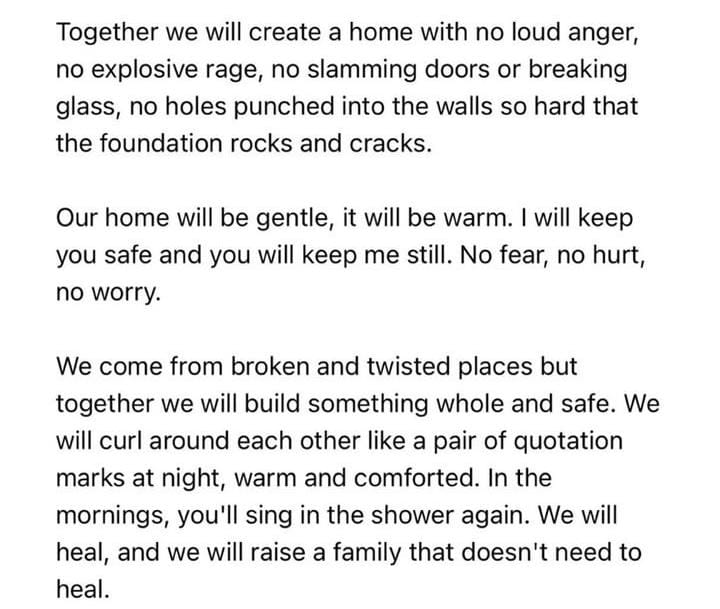 Together we will create a home with no loud anger,
no explosive rage, no slamming doors or breaking
glass, no holes punched into the walls so hard that
the foundation rocks and cracks.
Our home will be gentle, it will be warm. I will keep
you safe and you will keep me still. No fear, no hurt,
no worry.
We come from broken and twisted places but
together we will build something whole and safe. We
will curl around each other like a pair of quotation
marks at night, warm and comforted. In the
mornings, you'll sing in the shower again. We will
heal, and we will raise a family that doesn't need to
heal.